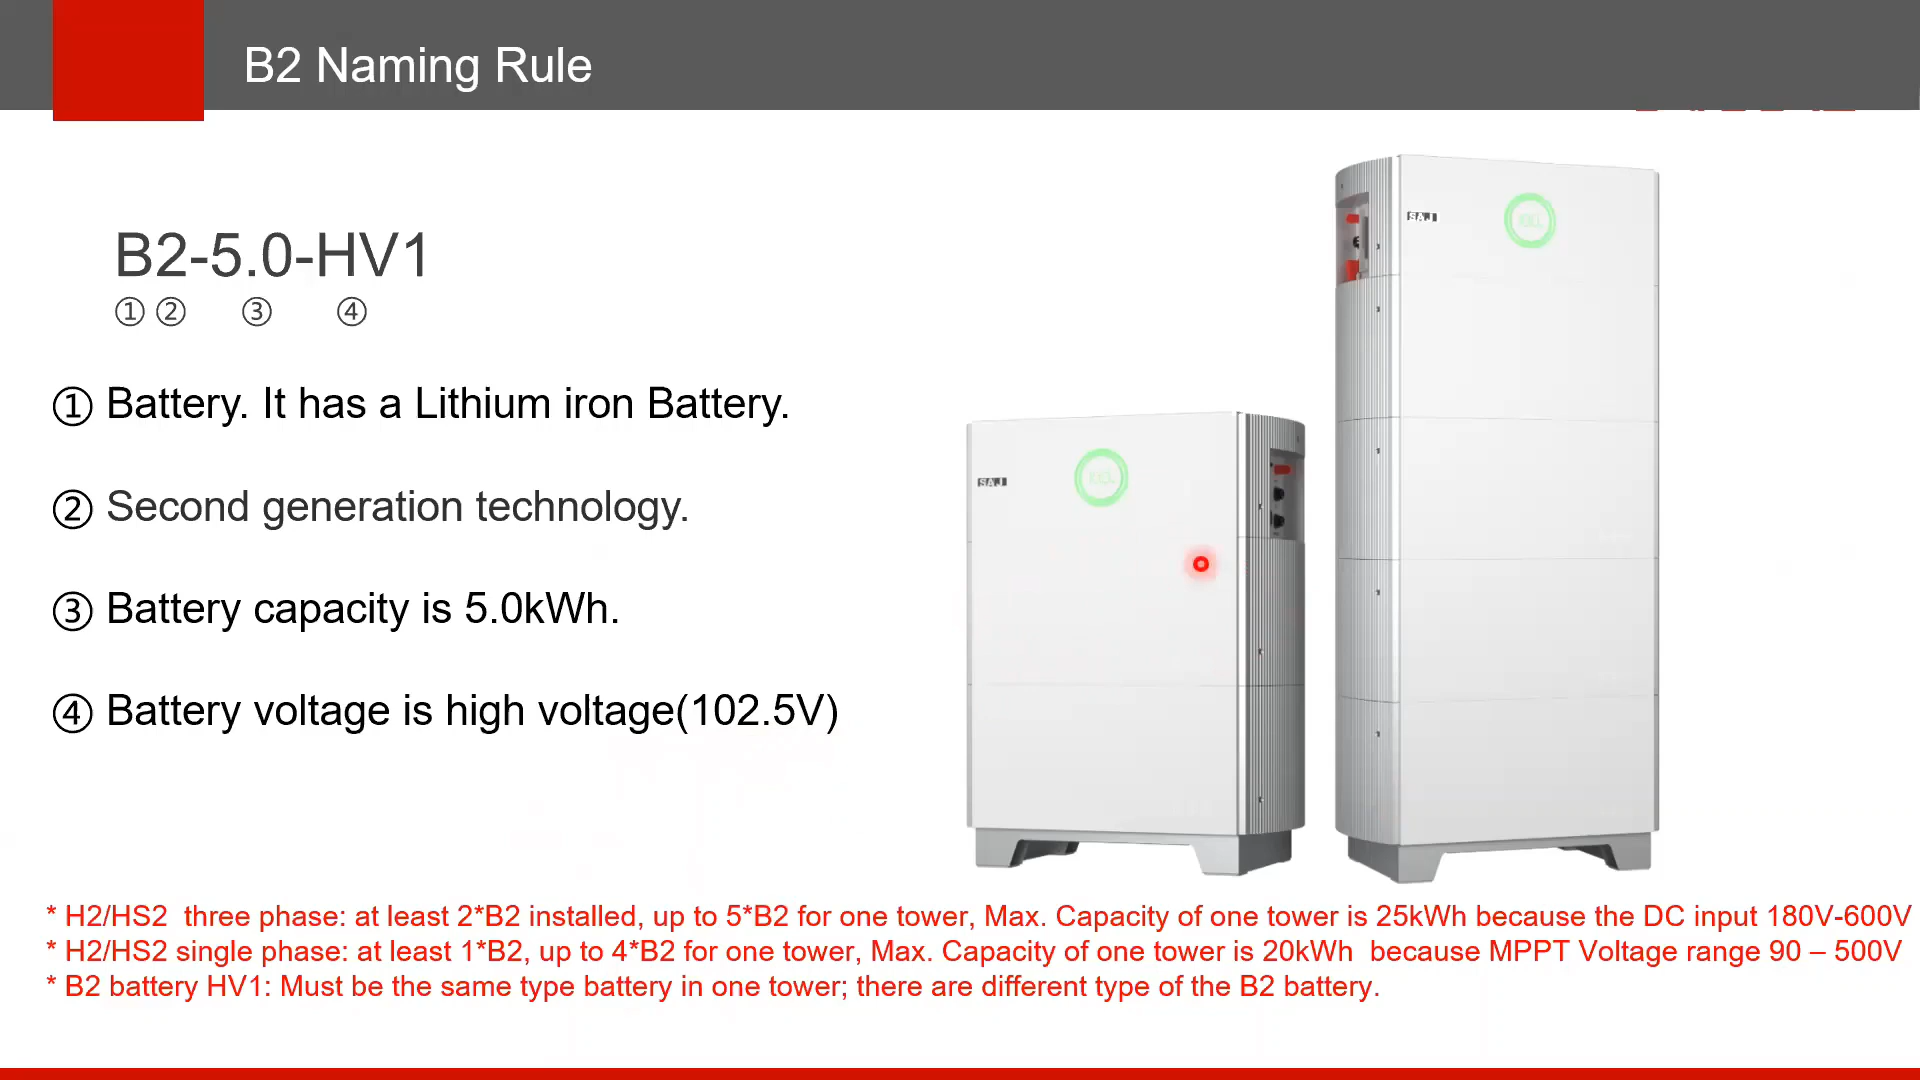 B2 Naming Rule
B2-5.0-HV1
① ② ③ ④
① Battery. It has a Lithium iron Battery.
② Second generation technology.
③ Battery capacity is 5.0kWh.
④ Battery voltage is high voltage(102.5V)
SAJ
SAJ
* H2/HS2 three phase: at least 2*B2 installed, up to 5*B2 for one tower, Max. Capacity of one tower is 25kWh because the DC input 180V-600V
* H2/HS2 single phase: at least 1*B2, up to 4*B2 for one tower, Max. Capacity of one tower is 20kWh because MPPT Voltage range 90 – 500V
* B2 battery HV1: Must be the same type battery in one tower; there are different type of the B2 battery.